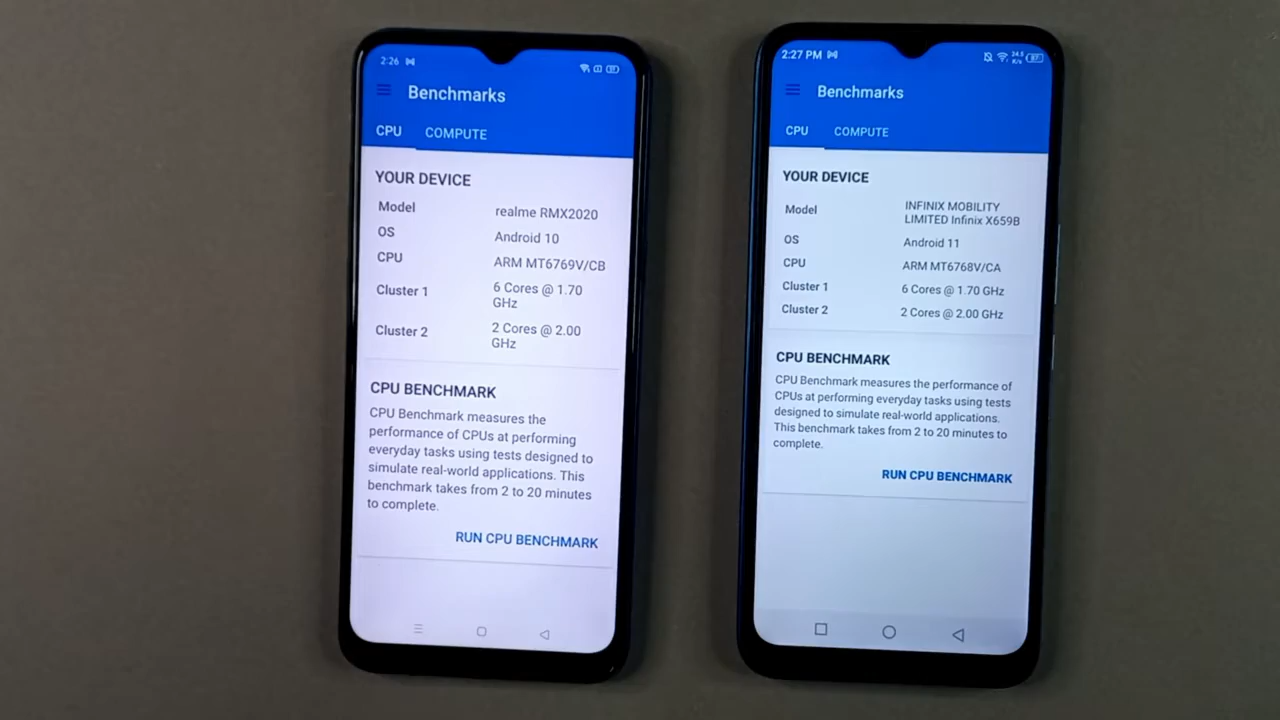 2:26
Benchmarks
CPU COMPUTE
YOUR DEVICE
Model realme RMX2020
OS Android 10
CPU ARM MT6769V/CB
Cluster 1 6 Cores @ 1.70
GHz
Cluster 2 2 Cores @ 2.00
GHz
CPU BENCHMARK
CPU Benchmark measures the
performance of CPUs at performing
everyday tasks using tests designed to
simulate real-world applications. This
benchmark takes from 2 to 20 minutes
to complete.
RUN CPU BENCHMARK
2:27 PM 34.5 K/s 87
Benchmarks
CPU COMPUTE
YOUR DEVICE
Model INFINIX MOBILITY
LIMITED Infinix X659B
OS Android 11
CPU ARM MT6768V/CA
Cluster 1 6 Cores @ 1.70 GHz
Cluster 2 2 Cores @ 2.00 GHz
CPU BENCHMARK
CPU Benchmark measures the performance of
CPUs at performing everyday tasks using tests
designed to simulate real-world applications.
This benchmark takes from 2 to 20 minutes to
complete.
RUN CPU BENCHMARK